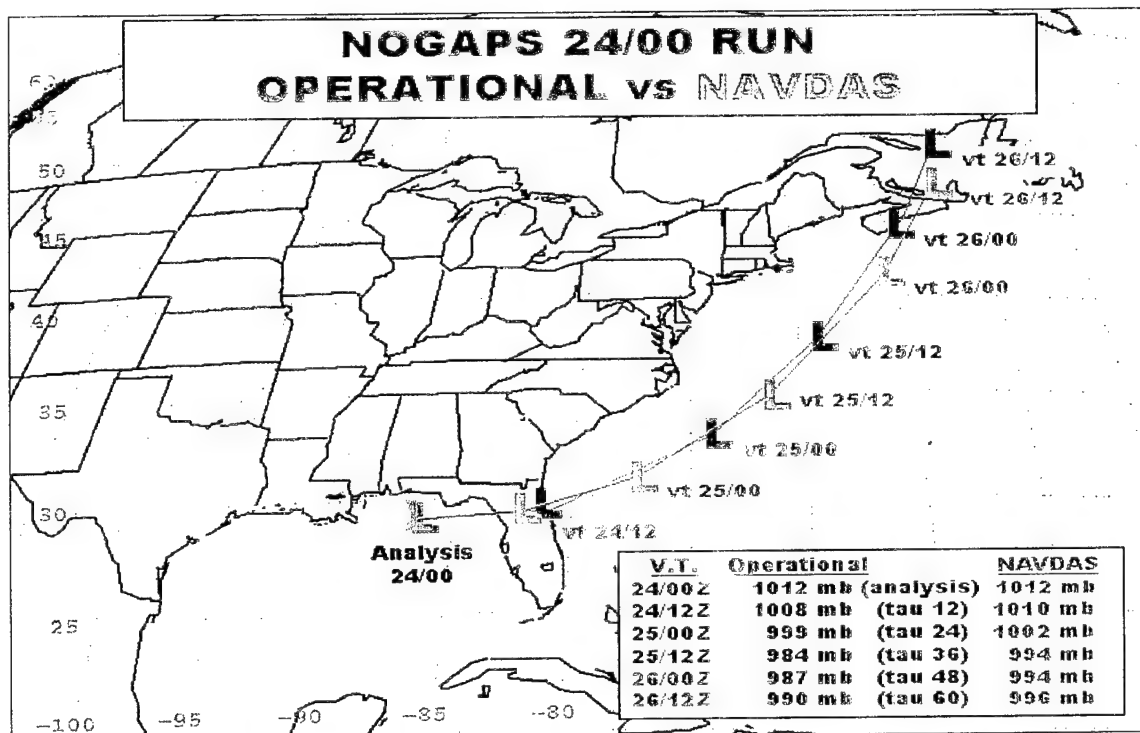 NOGAPS 24/00 RUN
OPERATIONAL vs NAVDAS
50
45
40
35
30
25
-100
-95
-90
-85
-80
L vt 26/12
L vt 26/12
L vt 26/00
L vt 26/00
L vt 25/12
L vt 25/12
L vt 25/00
L vt 25/00
L L vt 24/12
L
Analysis
24/00
V.T. Operational NAVDAS
24/00Z 1012 mb (analysis) 1012 mb
24/12Z 1008 mb (tau 12) 1010 mb
25/00Z 999 mb (tau 24) 1002 mb
25/12Z 984 mb (tau 36) 994 mb
26/00Z 987 mb (tau 48) 994 mb
26/12Z 990 mb (tau 60) 996 mb